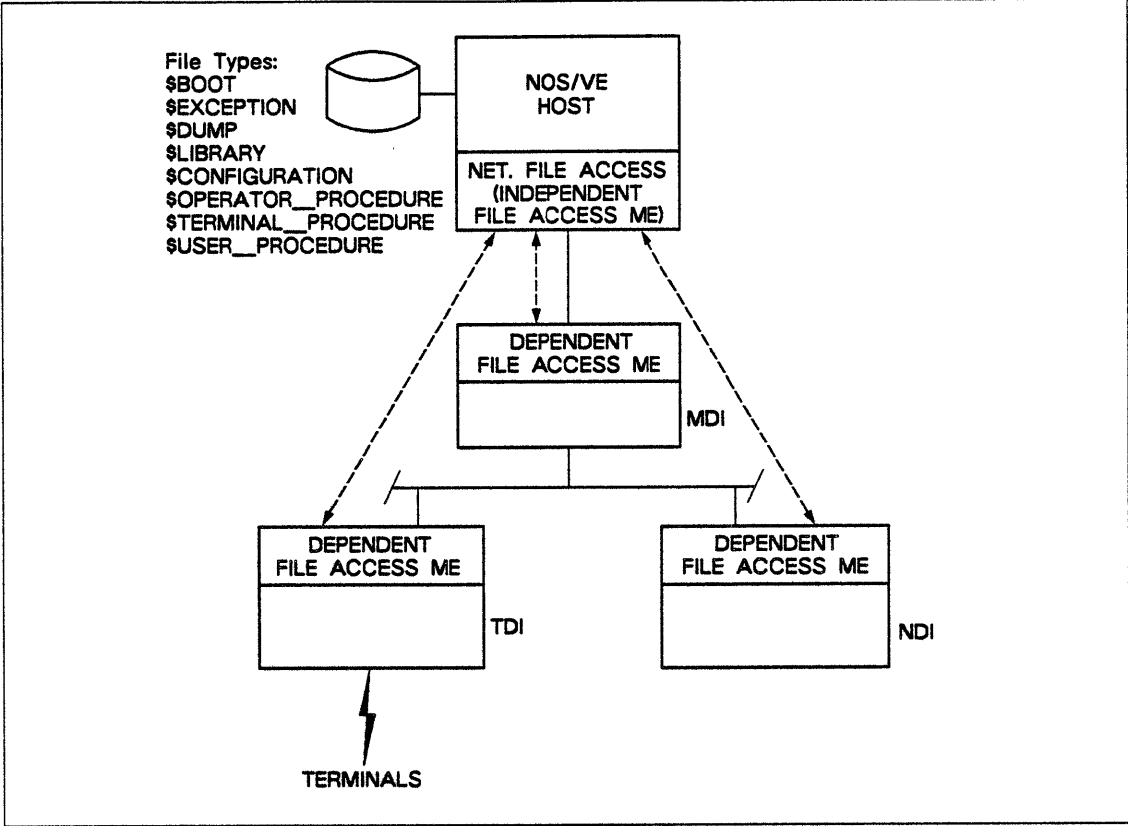 File Types:
$BOOT
$EXCEPTION
$DUMP
$LIBRARY
$CONFIGURATION
$OPERATOR__PROCEDURE
$TERMINAL__PROCEDURE
$USER__PROCEDURE
NOS/VE
HOST
NET. FILE ACCESS
(INDEPENDENT
FILE ACCESS ME)
DEPENDENT
FILE ACCESS ME
MDI
DEPENDENT
FILE ACCESS ME
TDI
DEPENDENT
FILE ACCESS ME
NDI
TERMINALS